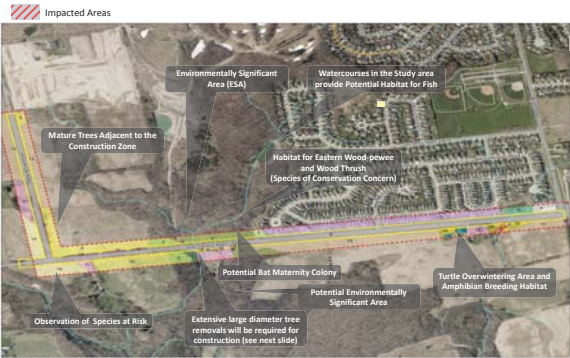 Impacted Areas
Environmentally Significant
Area (ESA)
Watercourses in the Study area
provide Potential Habitat for Fish
Mature Trees Adjacent to the
Construction Zone
Habitat for Eastern Wood-pewee
and Wood Thrush
(Species of Conservation Concern)
Potential Bat Maternity Colony
Potential Environmentally
Significant Area
Turtle Overwintering Area and
Amphibian Breeding Habitat
Observation of Species at Risk
Extensive large diameter tree
removals will be required for
construction (see next slide)